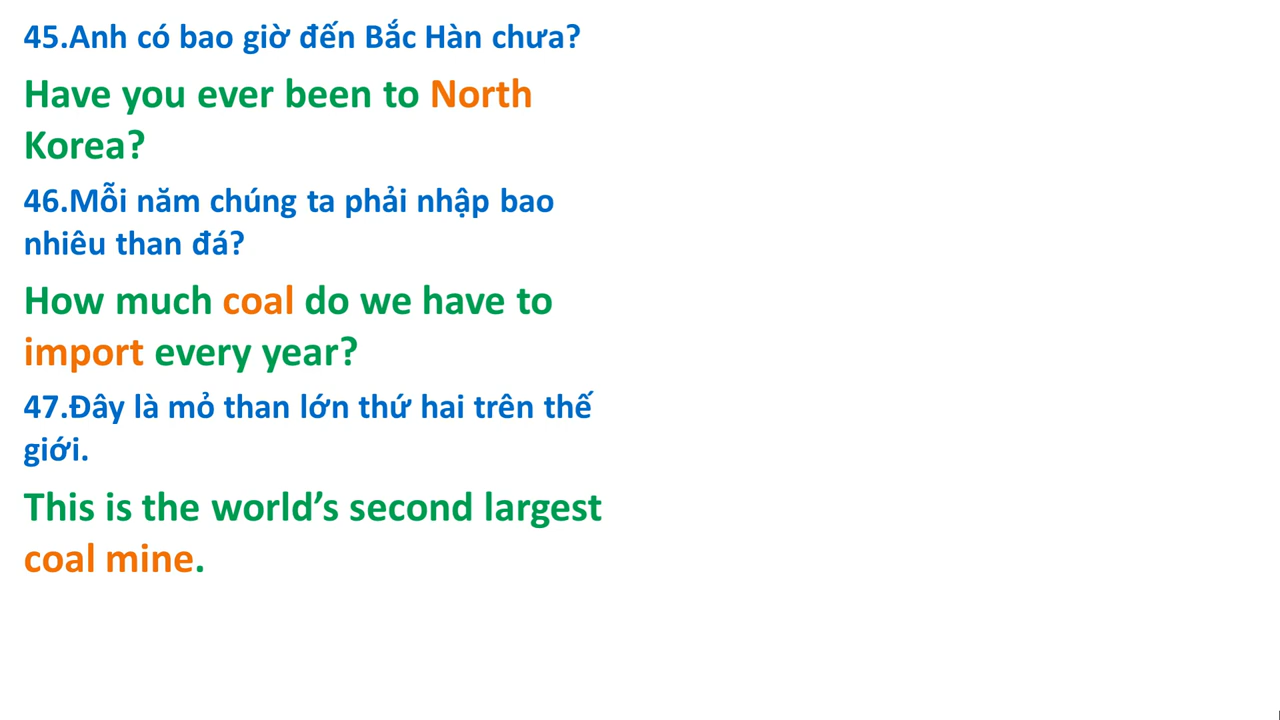 45.Anh có bao giờ đến Bắc Hàn chưa?
Have you ever been to North
Korea?
46.Mỗi năm chúng ta phải nhập bao
nhiêu than đá?
How much coal do we have to
import every year?
47.Đây là mỏ than lớn thứ hai trên thế
giới.
This is the world’s second largest
coal mine.